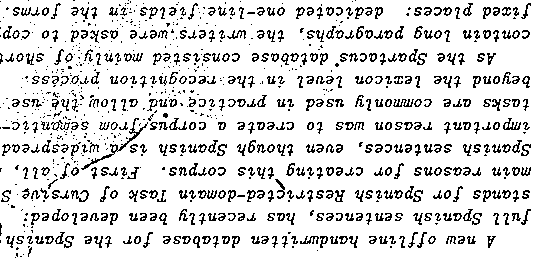 A new offline handwritten database for the Spanish
full Spanish sentences, has recently been developed:
stands for Spanish Restricted-domain Task of Cursive S
main reasons for creating this corpus. First of all,
Spanish sentences, even though Spanish is a widespread
important reason was to create a corpus from semantic-
tasks are commonly used in practice and allow the use
beyond the lexicon level in the recognition process.
As the Spartacus database consisted mainly of short
contain long paragraphs, the writers were asked to copy
fixed places: dedicated one-line fields in the forms.